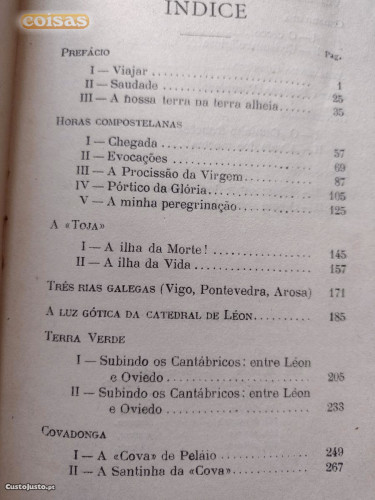 coisas
ÍNDICE
Pág.
PREFÁCIO
I — Viajar 1
II — Saudade 25
III — A nossa terra na terra alheia 35
HORAS COMPOSTELANAS
I — Chegada 57
II — Evocações 69
III — A Procissão da Virgem 87
IV — Pórtico da Glória 105
V — A minha peregrinação 125
A «TOJA»
I — A ilha da Morte! 145
II — A ilha da Vida 157
TRÊS RIAS GALEGAS (Vigo, Pontevedra, Arosa) 171
A LUZ GÓTICA DA CATEDRAL DE LÉON 185
TERRA VERDE
I — Subindo os Cantábricos: entre Léon
e Oviedo 205
II — Subindo os Cantábricos: entre Léon
e Oviedo 233
COVADONGA
I — A «Cova» de Peláio 249
II — A Santinha da «Cova» 267
CustoJusto.pt